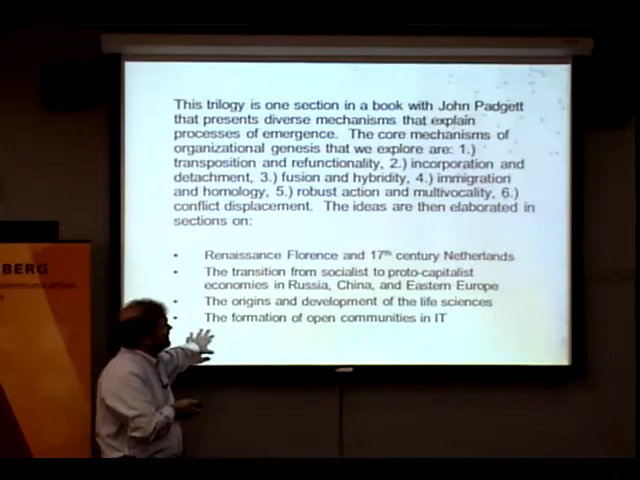 This trilogy is one section in a book with John Padgett
that presents diverse mechanisms that explain
processes of emergence. The core mechanisms of
organizational genesis that we explore are: 1.)
transposition and refunctionality, 2.) incorporation and
detachment, 3.) fusion and hybridity, 4.) immigration
and homology, 5.) robust action and multivocality, 6.)
conflict displacement. The ideas are then elaborated in
sections on:
• Renaissance Florence and 17th century Netherlands
• The transition from socialist to proto-capitalist
economies in Russia, China, and Eastern Europe
• The origins and development of the life sciences
• The formation of open communities in IT
BERG
ommunication